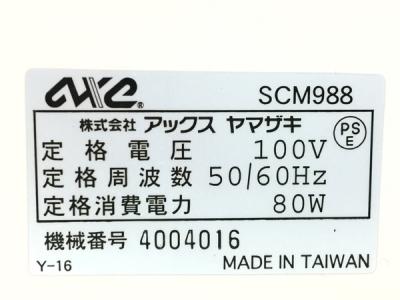 AXE® SCM988
株式会社 アックス ヤマザキ
PS E
定格電圧 100V
定格周波数 50/60Hz
定格消費電力 80W
機械番号 4004016
Y-16 MADE IN TAIWAN